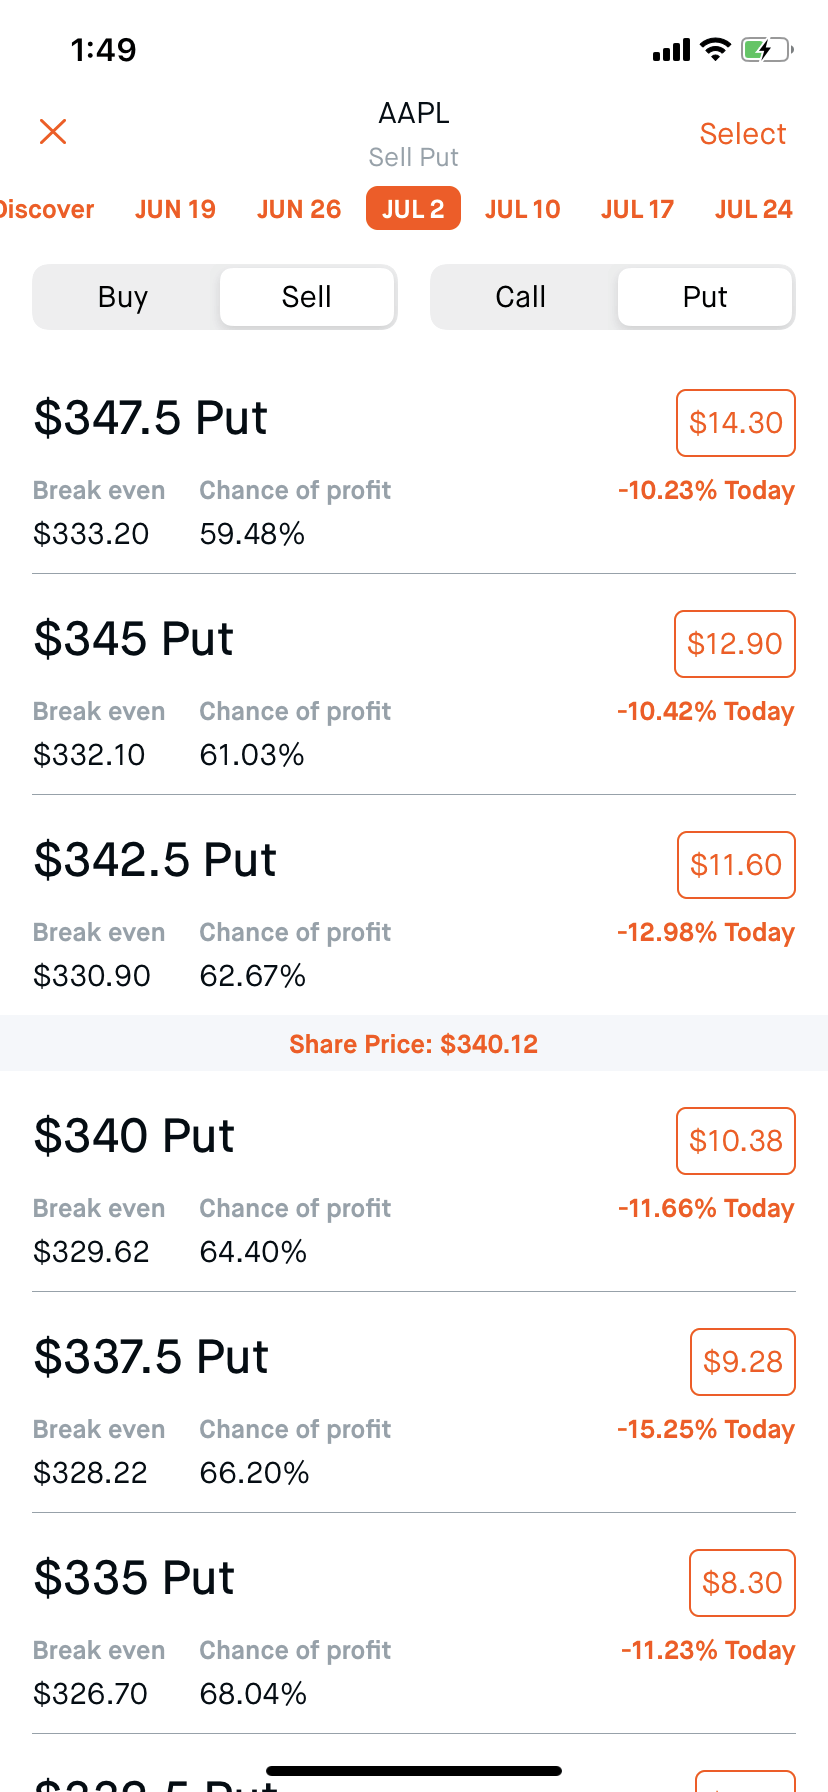 1:49
AAPL
Select
Sell Put
Discover JUN 19 JUN 26 JUL 2 JUL 10 JUL 17 JUL 24
Buy Sell Call Put
$347.5 Put $14.30
Break even Chance of profit -10.23% Today
$333.20 59.48%
$345 Put $12.90
Break even Chance of profit -10.42% Today
$332.10 61.03%
$342.5 Put $11.60
Break even Chance of profit -12.98% Today
$330.90 62.67%
Share Price: $340.12
$340 Put $10.38
Break even Chance of profit -11.66% Today
$329.62 64.40%
$337.5 Put $9.28
Break even Chance of profit -15.25% Today
$328.22 66.20%
$335 Put $8.30
Break even Chance of profit -11.23% Today
$326.70 68.04%